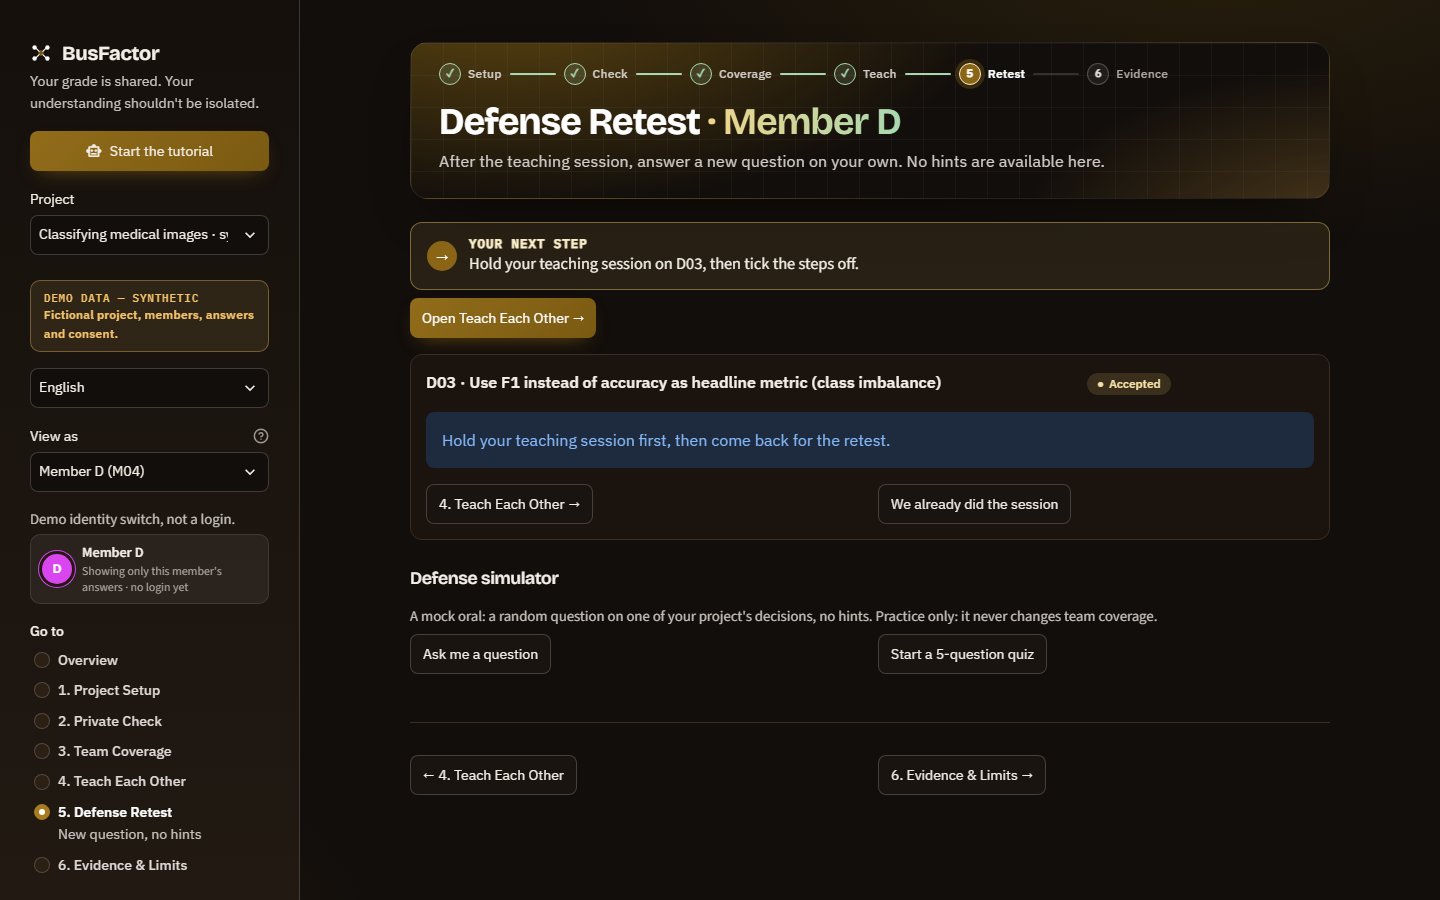 BusFactor
Your grade is shared. Your
understanding shouldn't be isolated.
Start the tutorial
Project
Classifying medical images · sy
DEMO DATA — SYNTHETIC
Fictional project, members, answers
and consent.
English
View as
Member D (M04)
Demo identity switch, not a login.
D
Member D
Showing only this member's
answers · no login yet
Go to
Overview
1. Project Setup
2. Private Check
3. Team Coverage
4. Teach Each Other
5. Defense Retest
New question, no hints
6. Evidence & Limits
✓ Setup ✓ Check ✓ Coverage ✓ Teach 5 Retest 6 Evidence
Defense Retest · Member D
After the teaching session, answer a new question on your own. No hints are available here.
YOUR NEXT STEP
→ Hold your teaching session on D03, then tick the steps off.
Open Teach Each Other →
D03 · Use F1 instead of accuracy as headline metric (class imbalance)
Accepted
Hold your teaching session first, then come back for the retest.
4. Teach Each Other →
We already did the session
Defense simulator
A mock oral: a random question on one of your project's decisions, no hints. Practice only: it never changes team coverage.
Ask me a question
Start a 5-question quiz
← 4. Teach Each Other
6. Evidence & Limits →